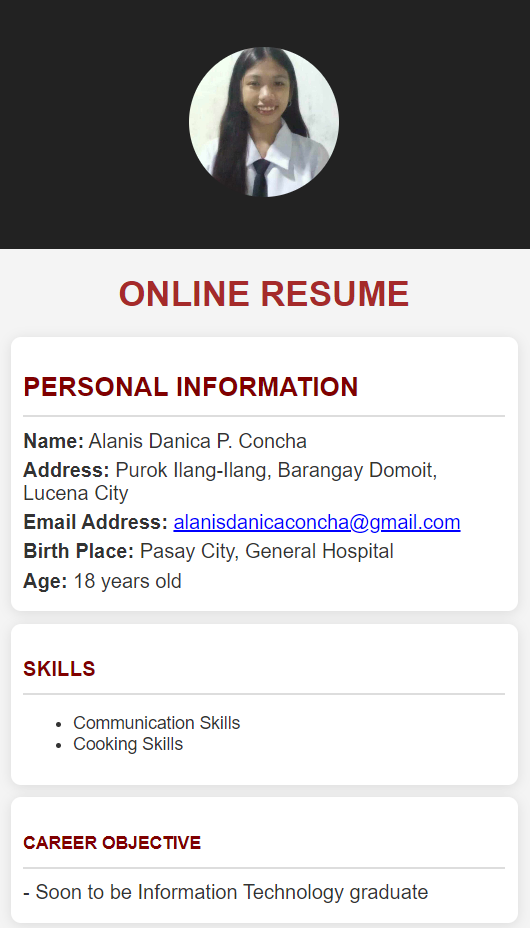 ONLINE RESUME
PERSONAL INFORMATION
Name: Alanis Danica P. Concha
Address: Purok Ilang-Ilang, Barangay Domoit,
Lucena City
Email Address: alanisdanicaconcha@gmail.com
Birth Place: Pasay City, General Hospital
Age: 18 years old
SKILLS
• Communication Skills
• Cooking Skills
CAREER OBJECTIVE
- Soon to be Information Technology graduate